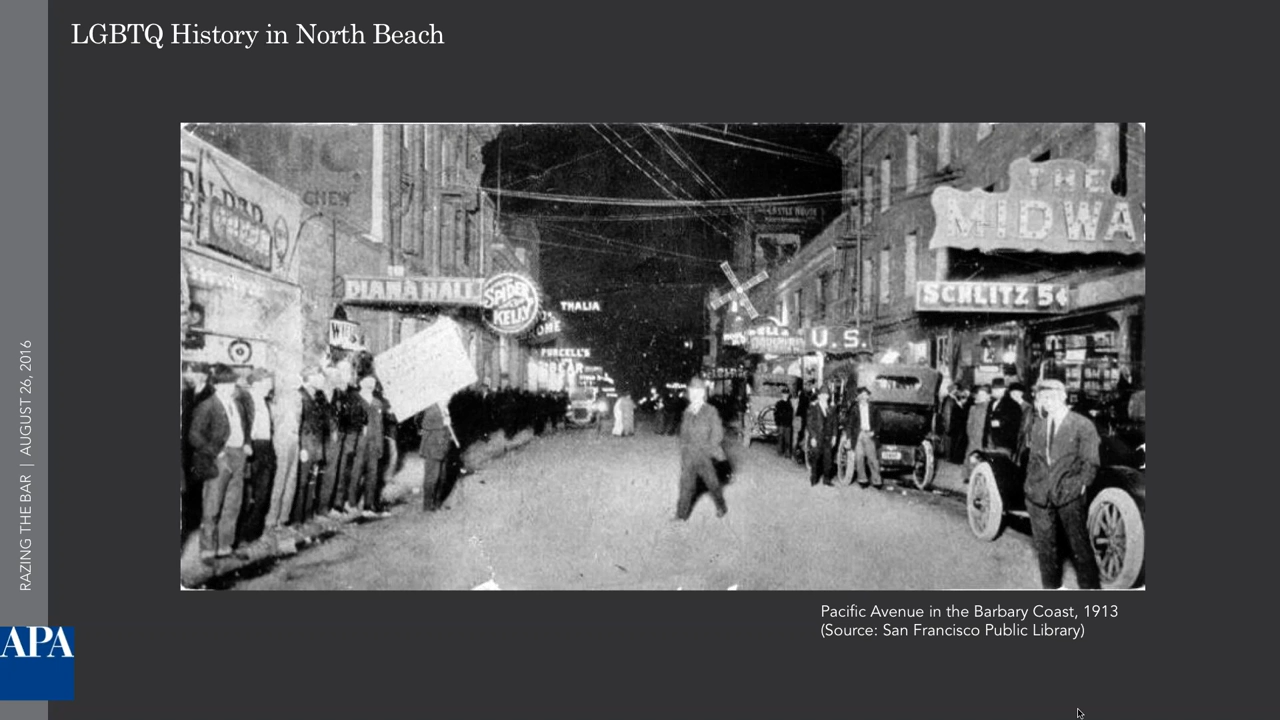 LGBTQ History in North Beach
CHEW
THE
MIDWA
DIANA HALL
SPIDER
KELLY
SCHLITZ 5¢
THALIA
U. S.
PURCELL'S
RAZING THE BAR | AUGUST 26, 2016
Pacific Avenue in the Barbary Coast, 1913
(Source: San Francisco Public Library)
APA